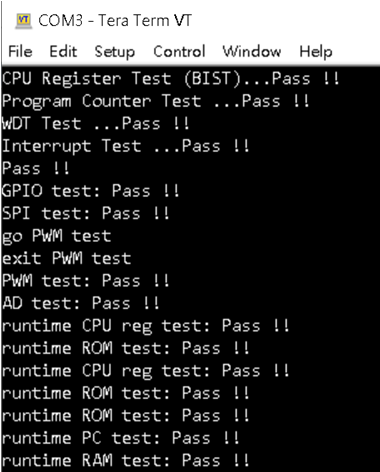 VT COM3 - Tera Term VT
File Edit Setup Control Window Help
CPU Register Test (BIST)...Pass !!
Program Counter Test ...Pass !!
WDT Test ...Pass !!
Interrupt Test ...Pass !!
Pass !!
GPIO test: Pass !!
SPI test: Pass !!
go PWM test
exit PWM test
PWM test: Pass !!
AD test: Pass !!
runtime CPU reg test: Pass !!
runtime ROM test: Pass !!
runtime CPU reg test: Pass !!
runtime ROM test: Pass !!
runtime ROM test: Pass !!
runtime PC test: Pass !!
runtime RAM test: Pass !!